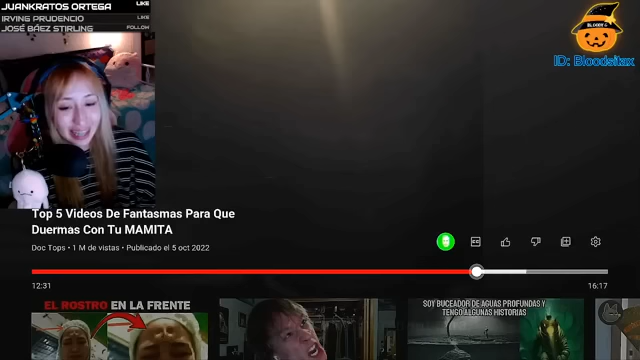 JUANKRATOS ORTEGA LIKE
IRVING PRUDENCIO LIKE
JOSÉ BÁEZ STIRLING FOLLOW
BLOODY &
ID: Bloodsitax
Top 5 Videos De Fantasmas Para Que
Duermas Con Tu MAMITA
Doc Tops • 1 M de vistas • Publicado el 5 oct 2022
12:31
16:17
EL ROSTRO EN LA FRENTE
SOY BUCEADOR DE AGUAS PROFUNDAS Y
TENGO ALGUNAS HISTORIAS